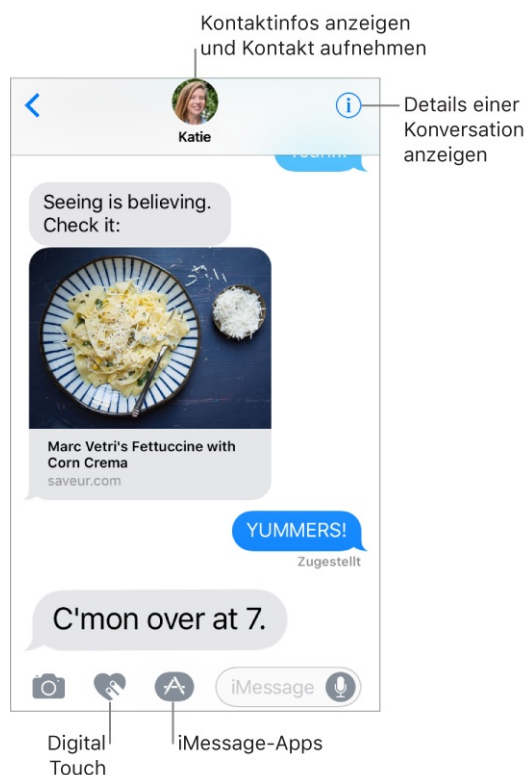 Kontaktinfos anzeigen
und Kontakt aufnehmen
Details einer
Konversation
anzeigen
Katie
Seeing is believing.
Check it:
Marc Vetri's Fettuccine with
Corn Crema
saveur.com
YUMMERS!
Zugestellt
C'mon over at 7.
iMessage
Digital
Touch
iMessage-Apps